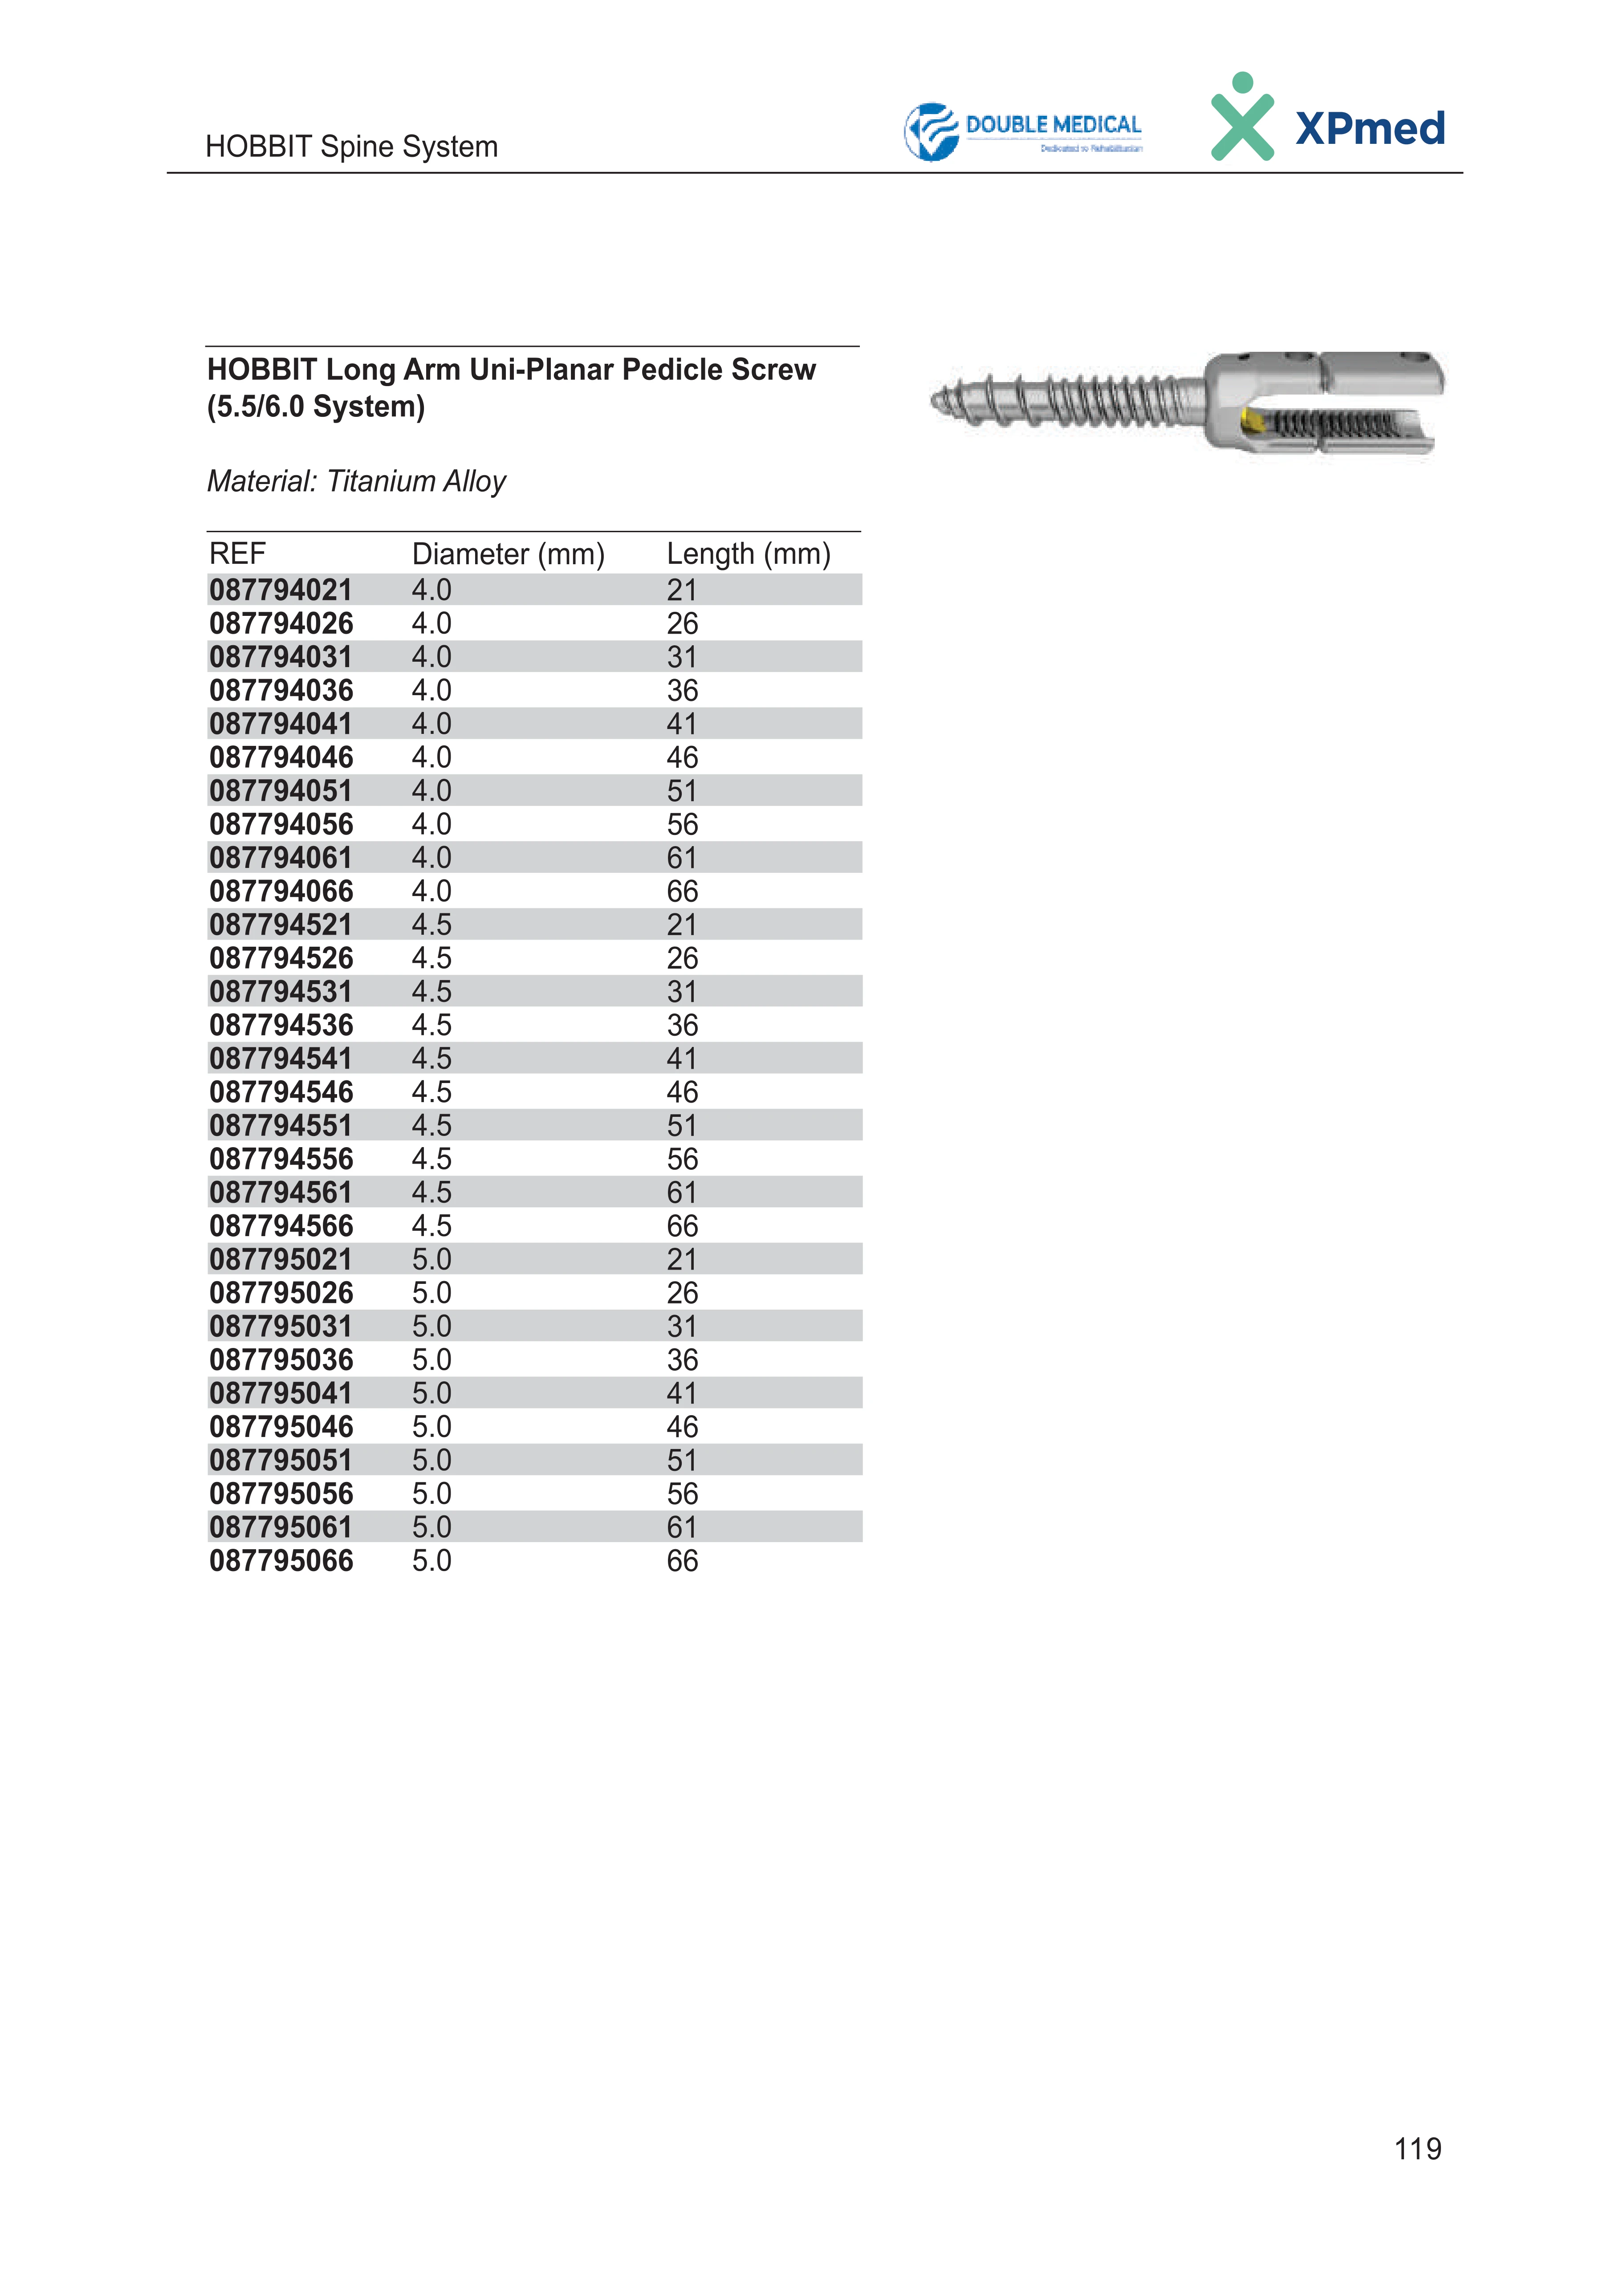 HOBBIT Spine System
DOUBLE MEDICAL
Dedicated to Rehabilitation
XPmed
HOBBIT Long Arm Uni-Planar Pedicle Screw
(5.5/6.0 System)
Material: Titanium Alloy
REF Diameter (mm) Length (mm)
087794021 4.0 21
087794026 4.0 26
087794031 4.0 31
087794036 4.0 36
087794041 4.0 41
087794046 4.0 46
087794051 4.0 51
087794056 4.0 56
087794061 4.0 61
087794066 4.0 66
087794521 4.5 21
087794526 4.5 26
087794531 4.5 31
087794536 4.5 36
087794541 4.5 41
087794546 4.5 46
087794551 4.5 51
087794556 4.5 56
087794561 4.5 61
087794566 4.5 66
087795021 5.0 21
087795026 5.0 26
087795031 5.0 31
087795036 5.0 36
087795041 5.0 41
087795046 5.0 46
087795051 5.0 51
087795056 5.0 56
087795061 5.0 61
087795066 5.0 66
119